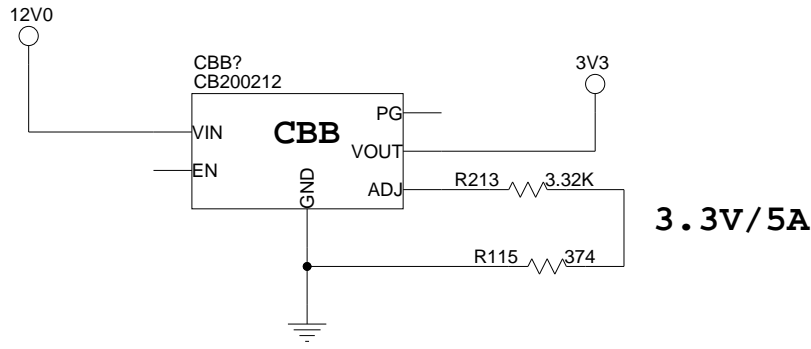 12V0
CBB?
CB200212
3V3
PG
VIN
CBB
VOUT
EN
GND
ADJ
R213 3.32K
3.3V/5A
R115 374